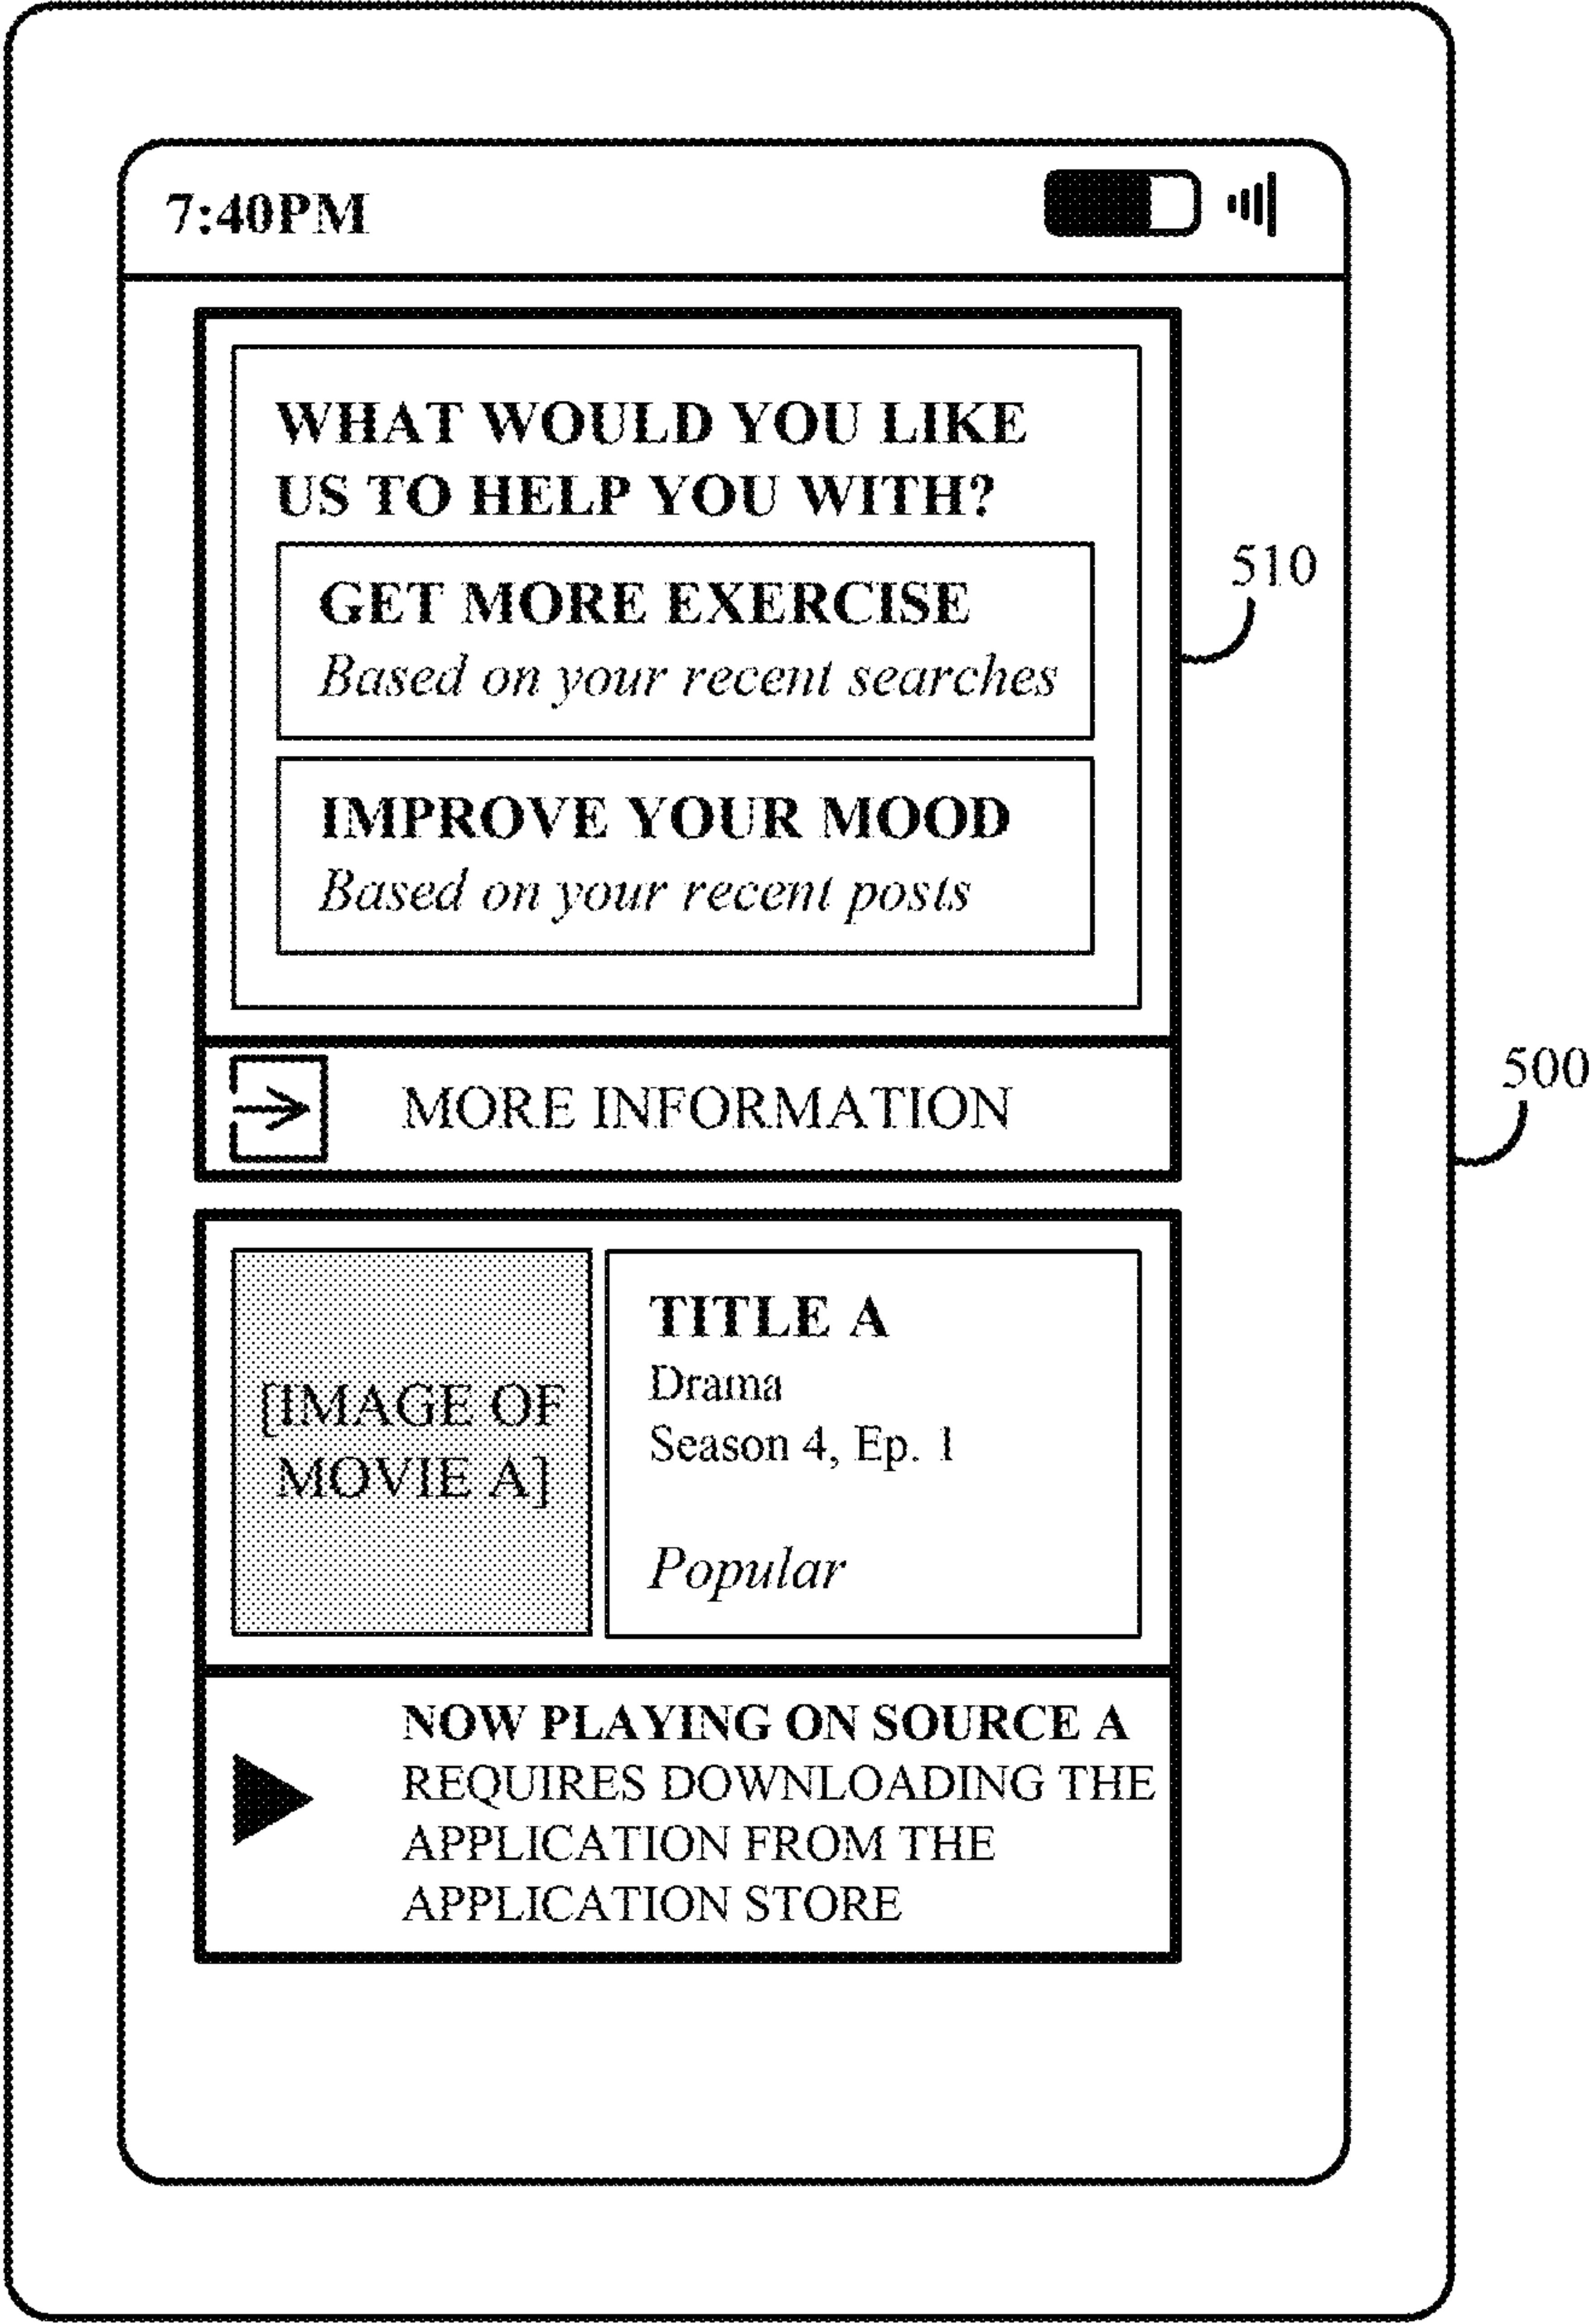 7:40PM
WHAT WOULD YOU LIKE
US TO HELP YOU WITH?
GET MORE EXERCISE
Based on your recent searches
510
IMPROVE YOUR MOOD
Based on your recent posts
MORE INFORMATION
500
[IMAGE OF
MOVIE A]
TITLE A
Drama
Season 4, Ep. 1
Popular
NOW PLAYING ON SOURCE A
REQUIRES DOWNLOADING THE
APPLICATION FROM THE
APPLICATION STORE